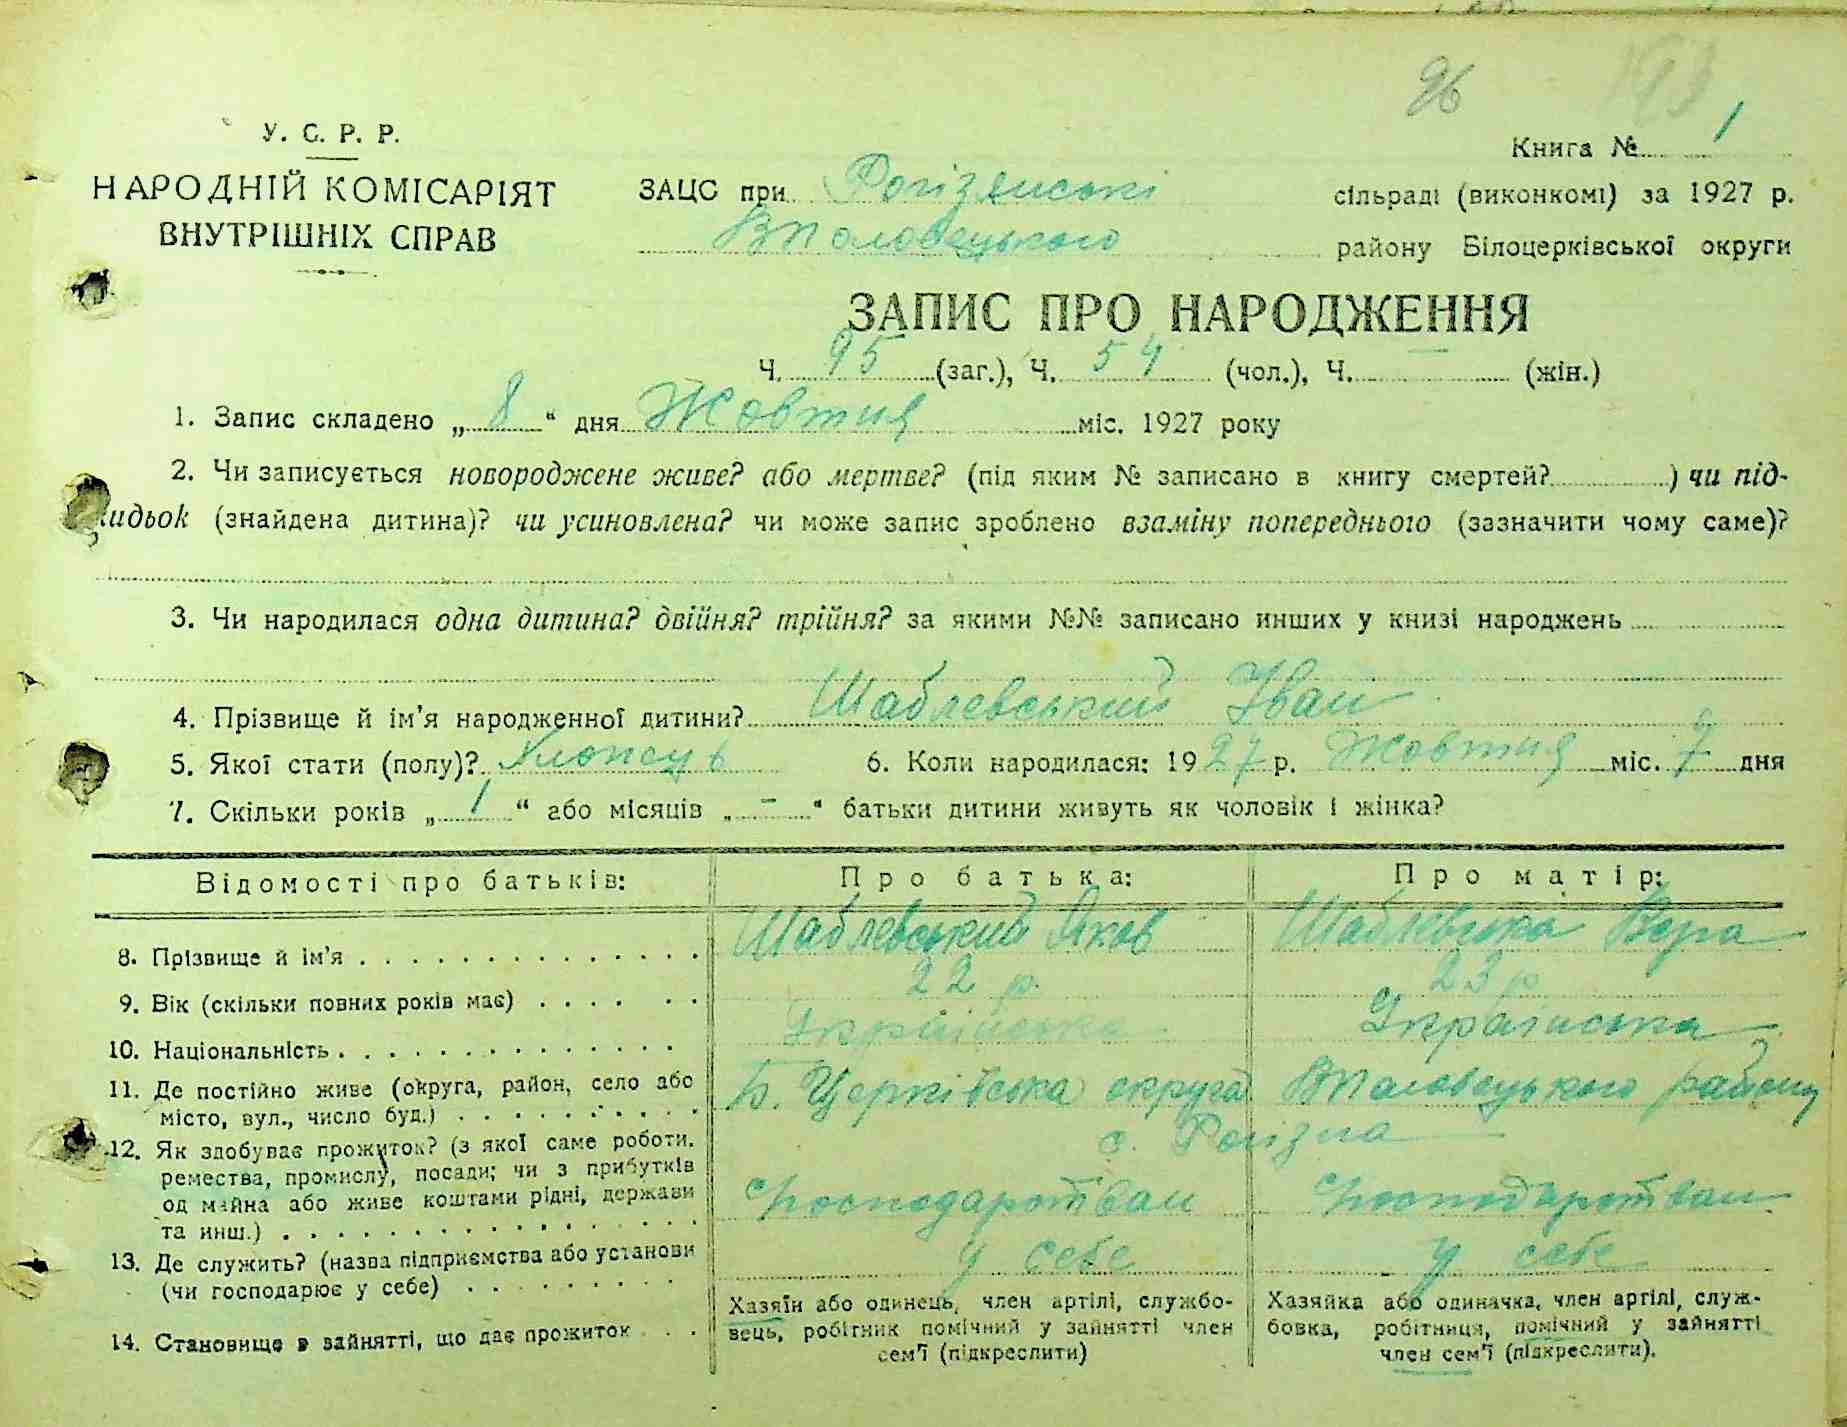 96 193
У. С. Р. Р.
НАРОДНІЙ КОМІСАРІЯТ
ВНУТРІШНІХ СПРАВ
Книга № 1
ЗАЦС при Рогізянські сільраді (виконкомі) за 1927 р.
ВПоловецького району Білоцерківської округи
ЗАПИС ПРО НАРОДЖЕННЯ
Ч. 95 (заг.), Ч. 54 (чол.), Ч. — (жін.)
1. Запис складено „ 8 “ дня Жовтня міс. 1927 року
2. Чи записується новороджене живе? або мертве? (під яким № записано в книгу смертей? ) чи під-
кидьок (знайдена дитина)? чи усиновлена? чи може запис зроблено взаміну попереднього (зазначити чому саме)?
3. Чи народилася одна дитина? двійня? трійня? за якими №№ записано инших у книзі народжень
4. Прізвище й ім’я народженної дитини? Шаблевський Іван
5. Якої стати (полу)? Хлопець 6. Коли народилася: 1927 р. Жовтня міс. 7 дня
7. Скільки років „ 1 “ або місяців „ - “ батьки дитини живуть як чоловік і жінка?
Відомості про батьків: Про батька: Про матір:
8. Прізвище й ім’я Шаблевський Яков Шаблевська Вера
9. Вік (скільки повних років має) 22 р. 23 р
10. Національність Українська Українська
11. Де постійно живе (округа, район, село або
місто, вул., число буд.) Б. Церківська округа ВПоловецького району
с. Рогізна
12. Як здобуває прожиток? (з якої саме роботи,
ремества, промислу, посади; чи з прибутків
од майна або живе коштами рідні, держави
та инш.) Господарством Господарством
13. Де служить? (назва підприємства або установи
(чи господарює у себе) у себе у себе
14. Становище в зайнятті, що дає прожиток
Хазяїн або одинець, член артілі, службо-
вець, робітник помічний у зайнятті член
сем’ї (підкреслити)
Хазяйка або одиначка, член артілі, служ-
бовка, робітниця, помічний у зайнятті
член сем’ї (підкреслити).